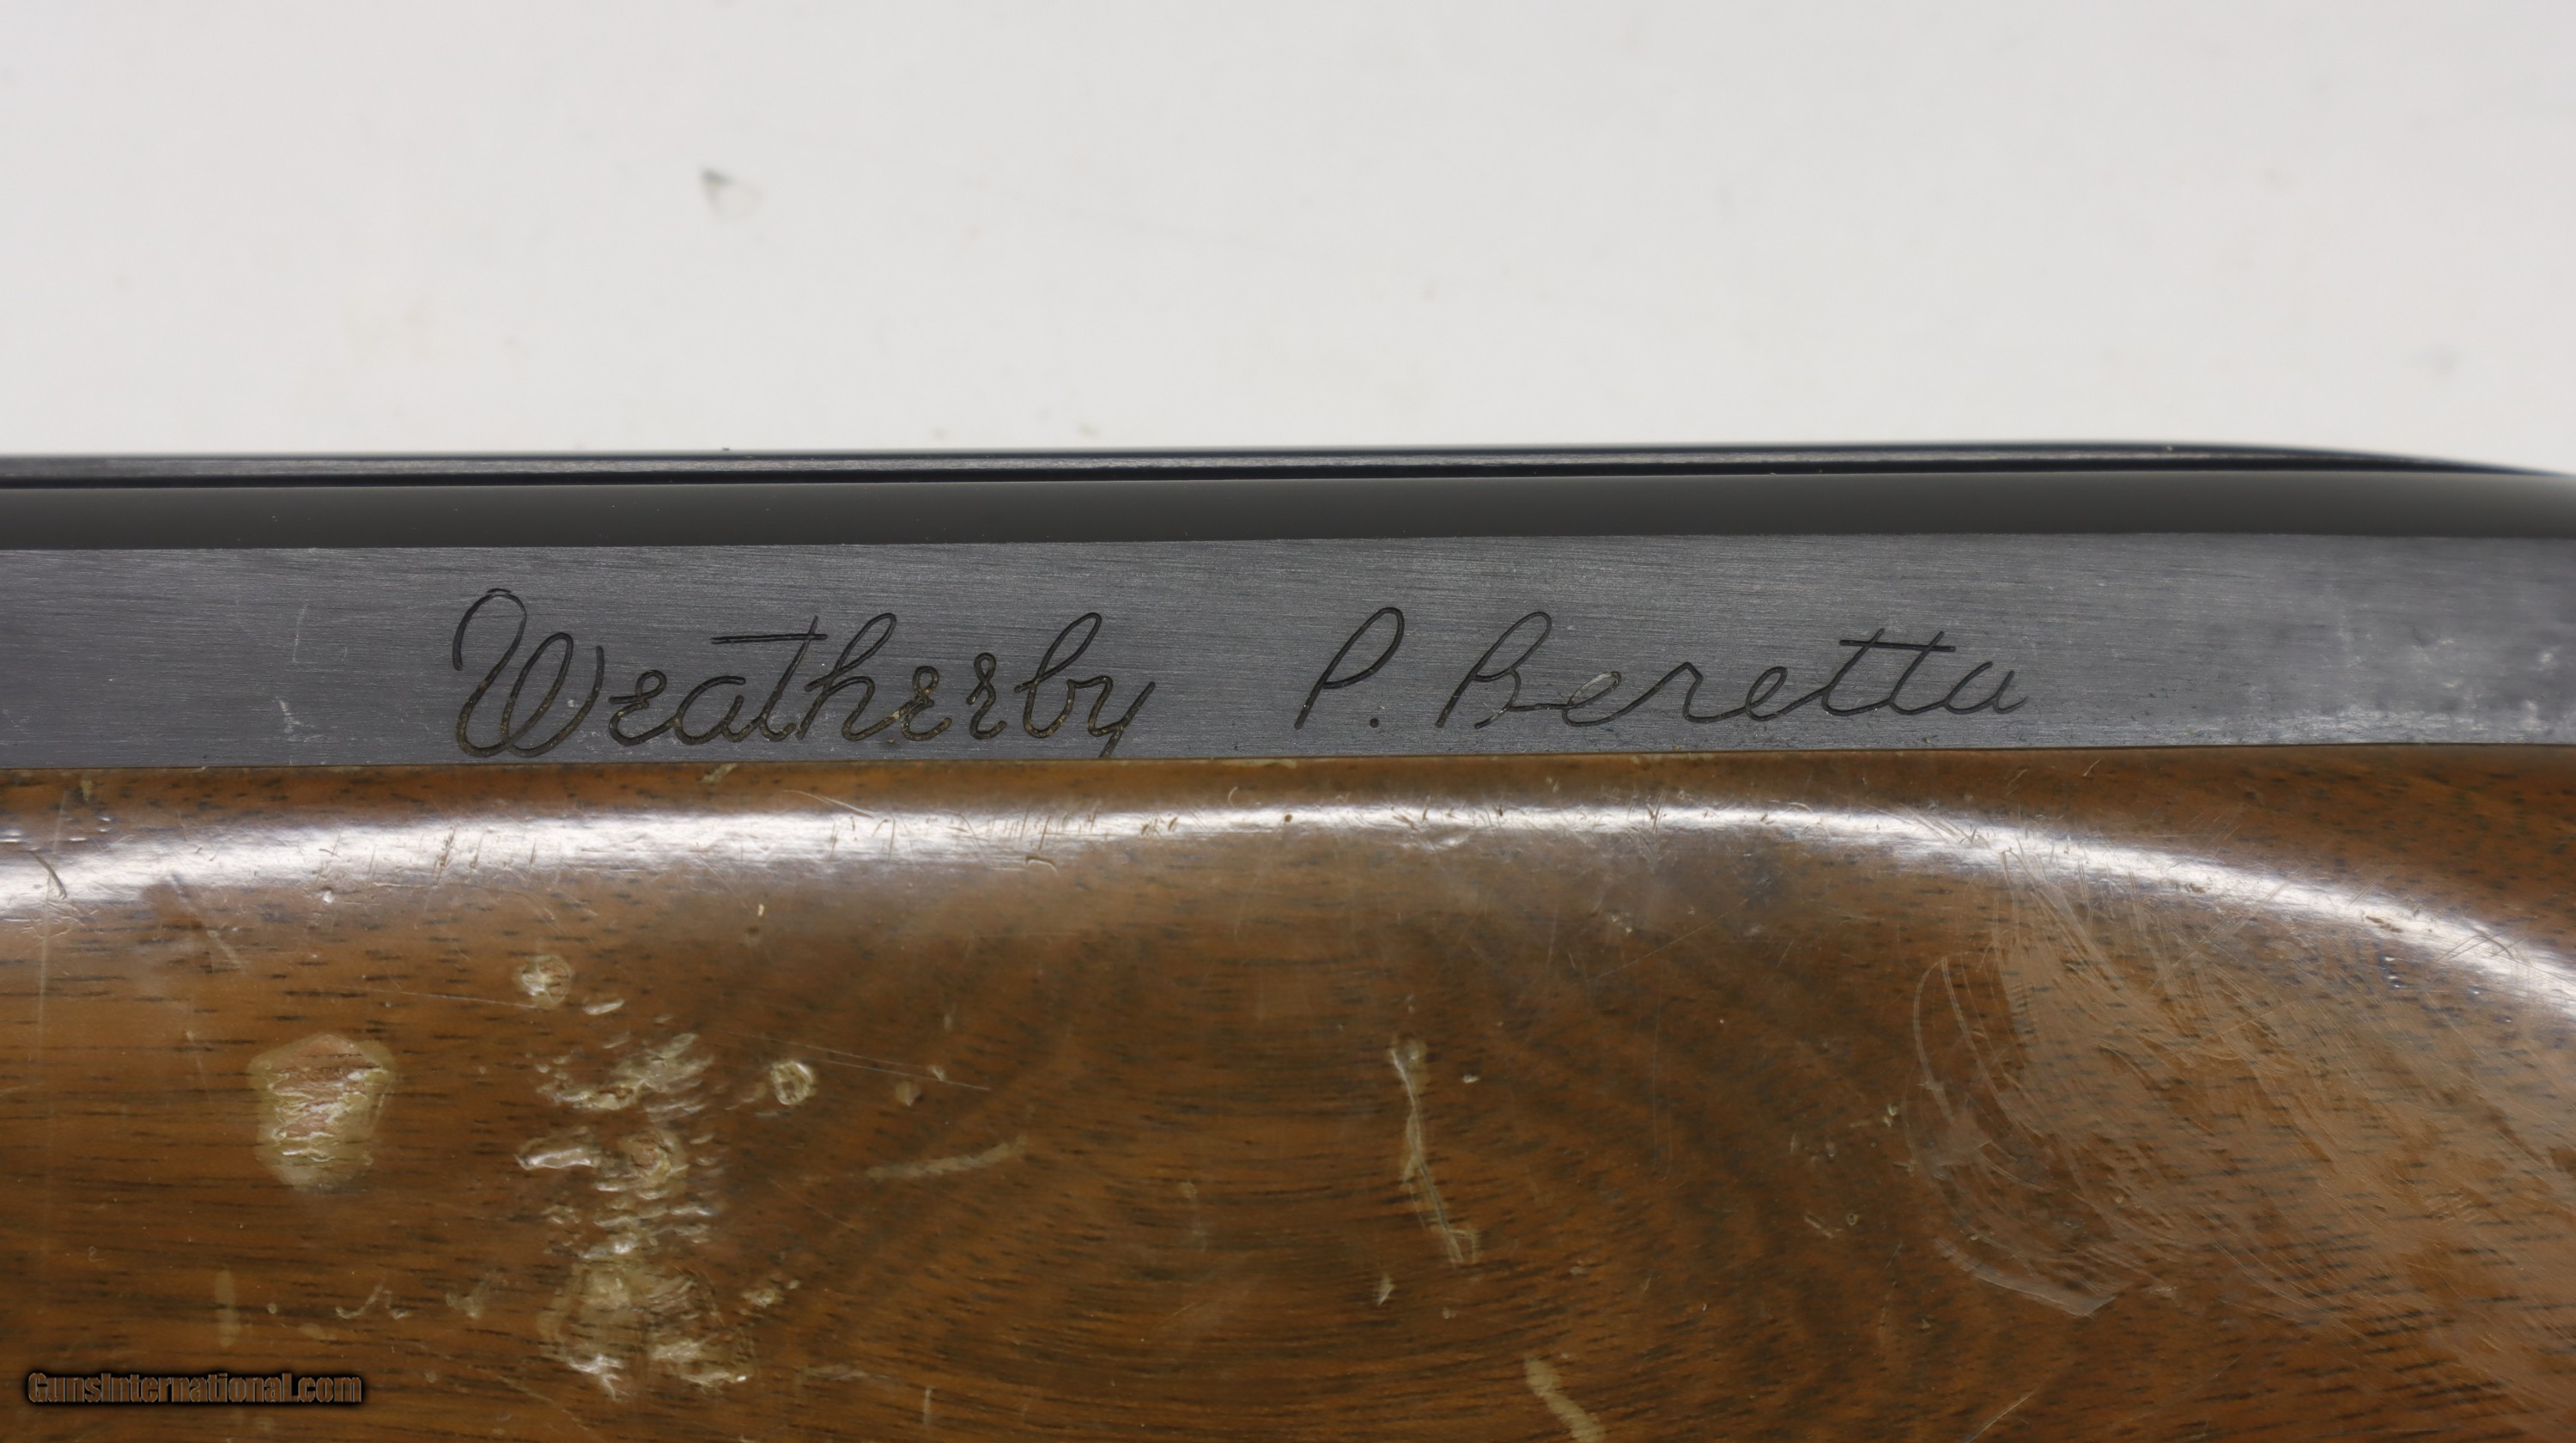 Weatherby P. Beretta
GunsInternational.com